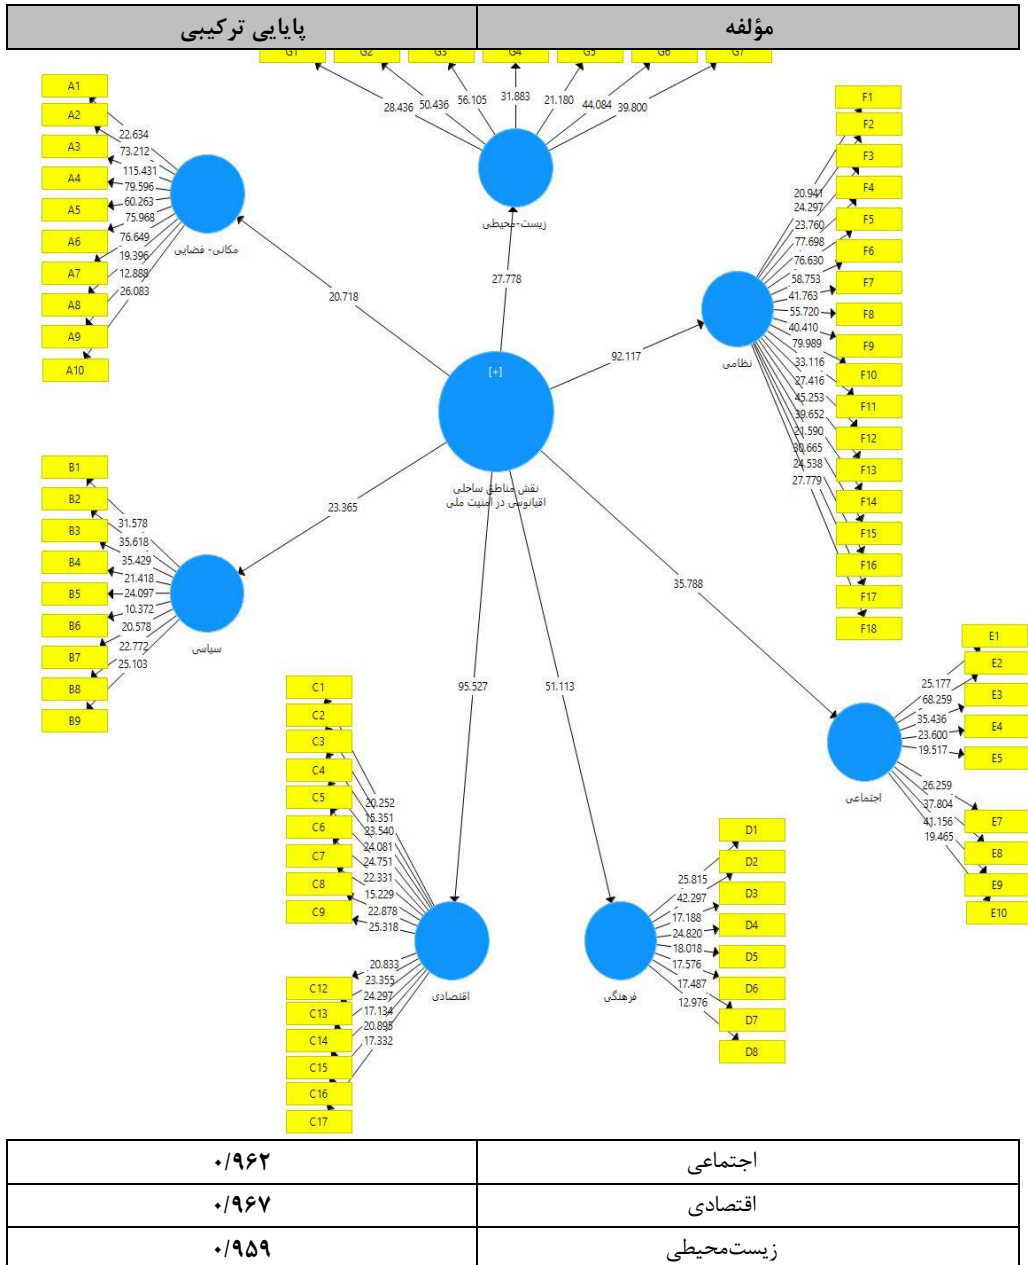 مؤلفه پایایی ترکیبی
G1 G2 G3 G4 G5 G6 G7
28.436 50.436 56.105 31.883 21.180 44.084 39.800
زیست-محیطی
27.778
A1
A2
A3
A4
A5
A6
A7
A8
A9
A10
22.634
73.212
115.431
79.596
60.263
75.968
76.649
19.396
12.888
26.083
مکانی- فضایی
20.718
F1
F2
F3
F4
F5
F6
F7
F8
F9
F10
F11
F12
F13
F14
F15
F16
F17
F18
20.941
24.297
23.760
77.698
76.630
58.753
41.763
55.720
40.410
79.989
33.116
27.416
45.253
39.652
21.590
30.665
24.538
27.779
نظامی
92.117
[+]
نقش مناطق ساحلی
اقیانوسی در امنیت ملی
B1
B2
B3
B4
B5
B6
B7
B8
B9
31.578
35.618
35.429
21.418
24.097
10.372
20.578
22.772
25.103
سیاسی
23.365
35.788
E1
E2
E3
E4
E5
E7
E8
E9
E10
25.177
68.259
35.436
23.600
19.517
26.259
37.804
41.156
19.465
اجتماعی
95.527
51.113
C1
C2
C3
C4
C5
C6
C7
C8
C9
C12
C13
C14
C15
C16
C17
20.252
15.351
23.540
24.081
24.751
22.331
15.229
22.878
25.318
20.833
23.355
24.297
17.134
20.895
17.332
اقتصادی
D1
D2
D3
D4
D5
D6
D7
D8
25.815
42.297
17.188
24.820
18.018
17.576
17.487
12.976
فرهنگی
اجتماعی ۰/۹۶۲
اقتصادی ۰/۹۶۷
زیست‌محیطی ۰/۹۵۹